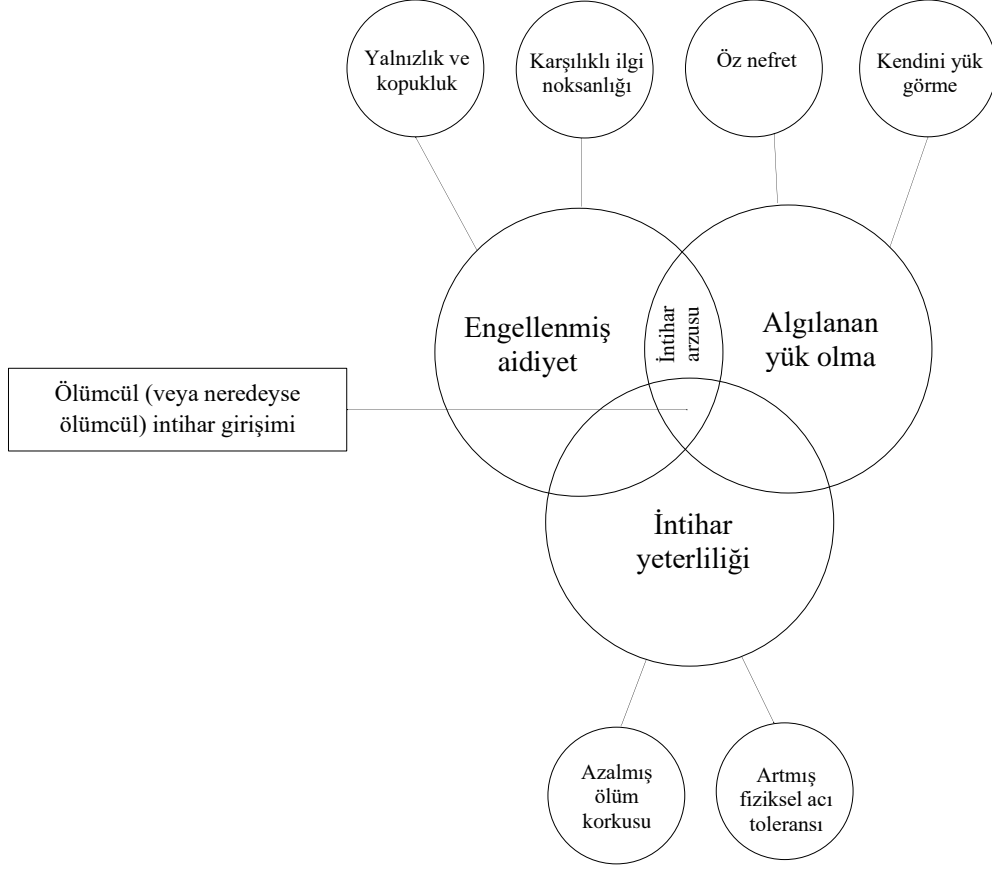 Yalnızlık ve
kopukluk
Karşılıklı ilgi
noksanlığı
Öz nefret
Kendini yük
görme
Engellenmiş
aidiyet
İntihar
arzusu
Algılanan
yük olma
Ölümcül (veya neredeyse
ölümcül) intihar girişimi
İntihar
yeterliliği
Azalmış
ölüm
korkusu
Artmış
fiziksel acı
toleransı